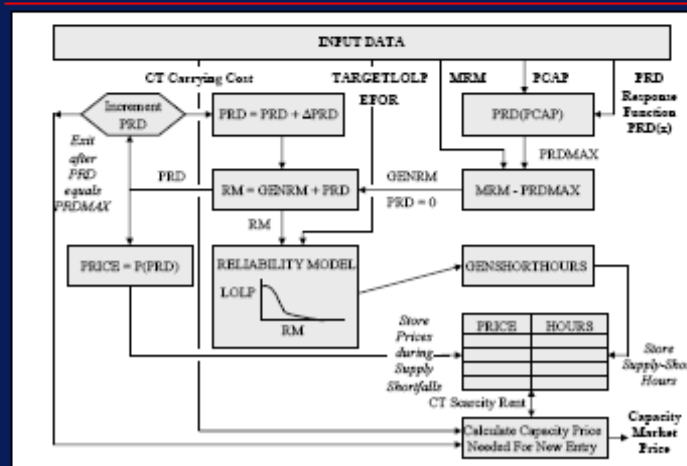 INPUT DATA
CT Carrying Cost
TARGETLOLP
EFOR
MRM
PCAP
PRD
Response
Function
PRD(x)
Increment
PRD
PRD = PRD + ΔPRD
PRD(PCAP)
Exit
after
PRD
equals
PRDMAX
PRD
RM = GENRM + PRD
GENRM
PRD = 0
PRDMAX
MRM - PRDMAX
RM
PRICE = P(PRD)
RELIABILITY MODEL
LOLP
RM
GENSHORTHOURS
Store
Prices
during
Supply
Shortfalls
PRICE HOURS
Store
Supply-Sho
Hours
CT Scarcity Rent
Calculate Capacity Price
Needed For New Entry
Capacity
Market
Price